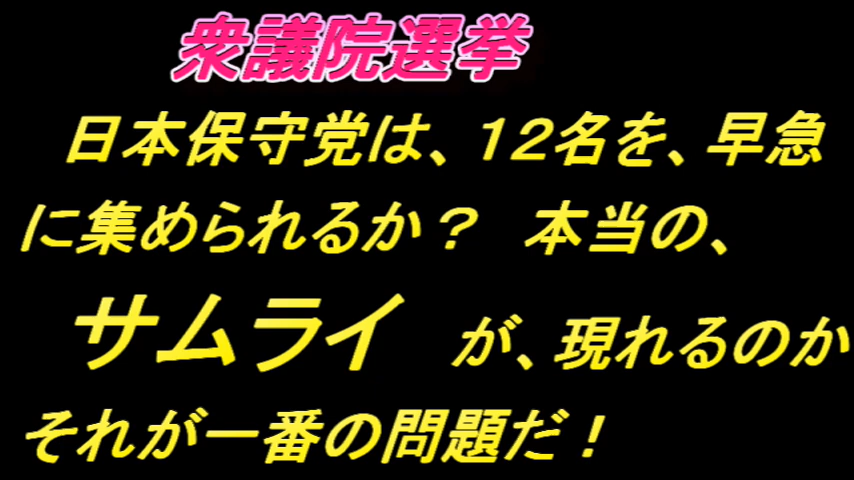 衆議院選挙
日本保守党は、12名を、早急
に集められるか？ 本当の、
サムライ が、現れるのか
それが一番の問題だ！